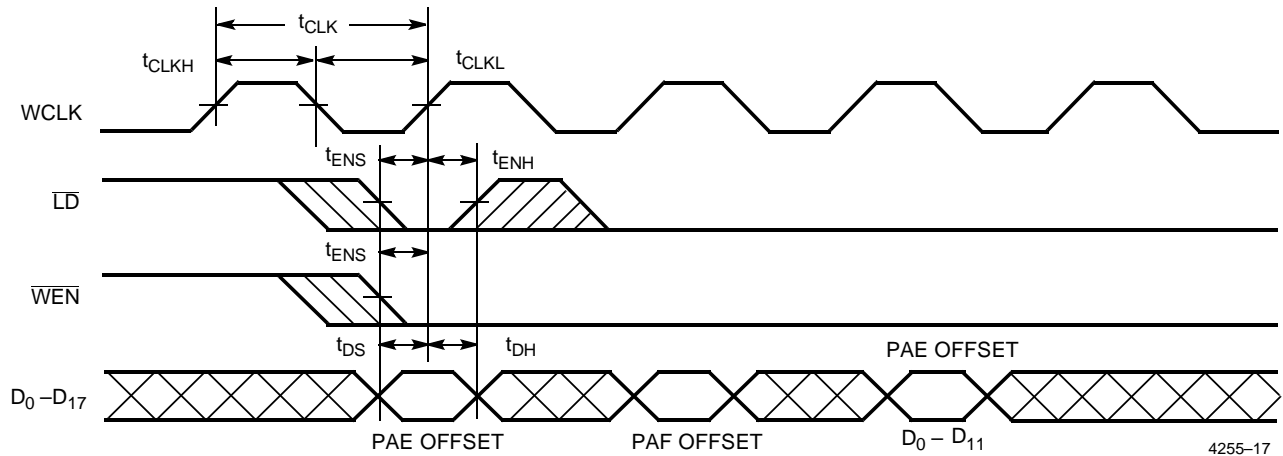 tCLK
tCLKH
tCLKL
WCLK
tENS
tENH
LD
tENS
WEN
tDS
tDH
PAE OFFSET
D0 –D17
PAE OFFSET
PAF OFFSET
D0 – D11
4255–17